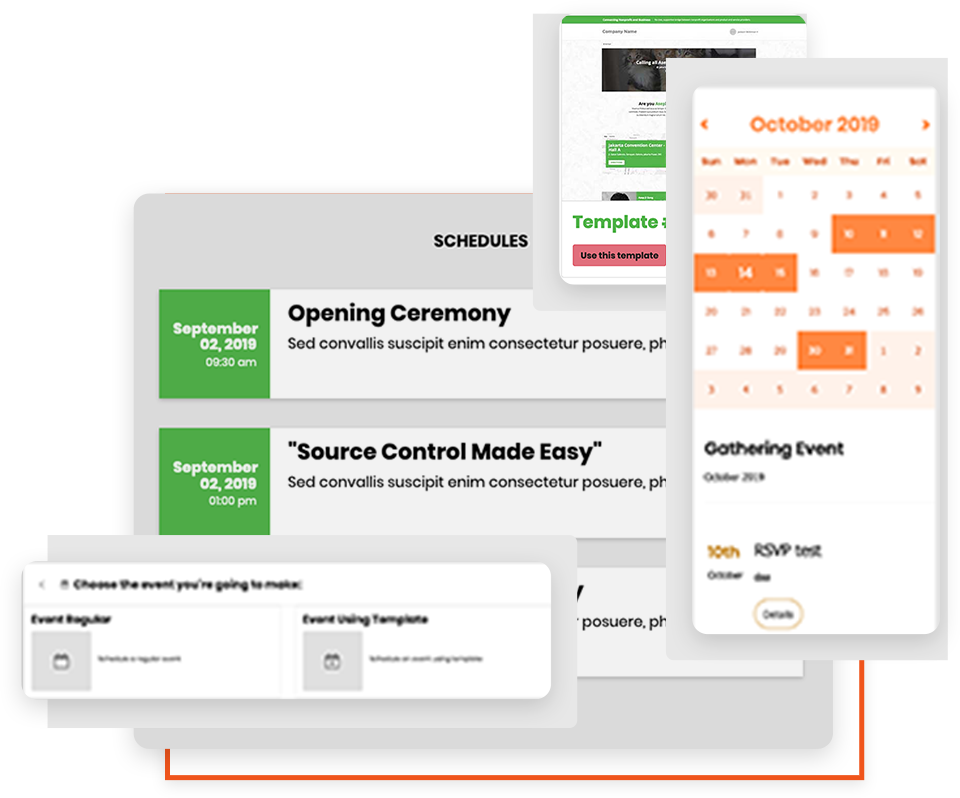 Connecting Nonprofit and Endorses
Company Name
Calling all Ase
Are you Asep
Jakarta Convention Center -
Hall A
Template
Use this template
October 2019
Sun Mon Tue Wed Thu Fri Sat
30 31 1 2 3 4 5
6 7 8 9 10 11 12
13 14 15 16 17 18 19
20 21 22 23 24 25 26
27 28 29 30 31 1 2
3 4 5 6 7 8 9
Gathering Event
October 2019
10th RSVP test
October
Details
SCHEDULES
September
02, 2019
09:30 am
Opening Ceremony
Sed convallis suscipit enim consectetur posuere, ph
September
02, 2019
01:00 pm
"Source Control Made Easy"
Sed convallis suscipit enim consectetur posuere, ph
y
posuere, ph
Choose the event you're going to make:
Event Regular
Schedule a regular event
Event Using Template
Schedule an event using template